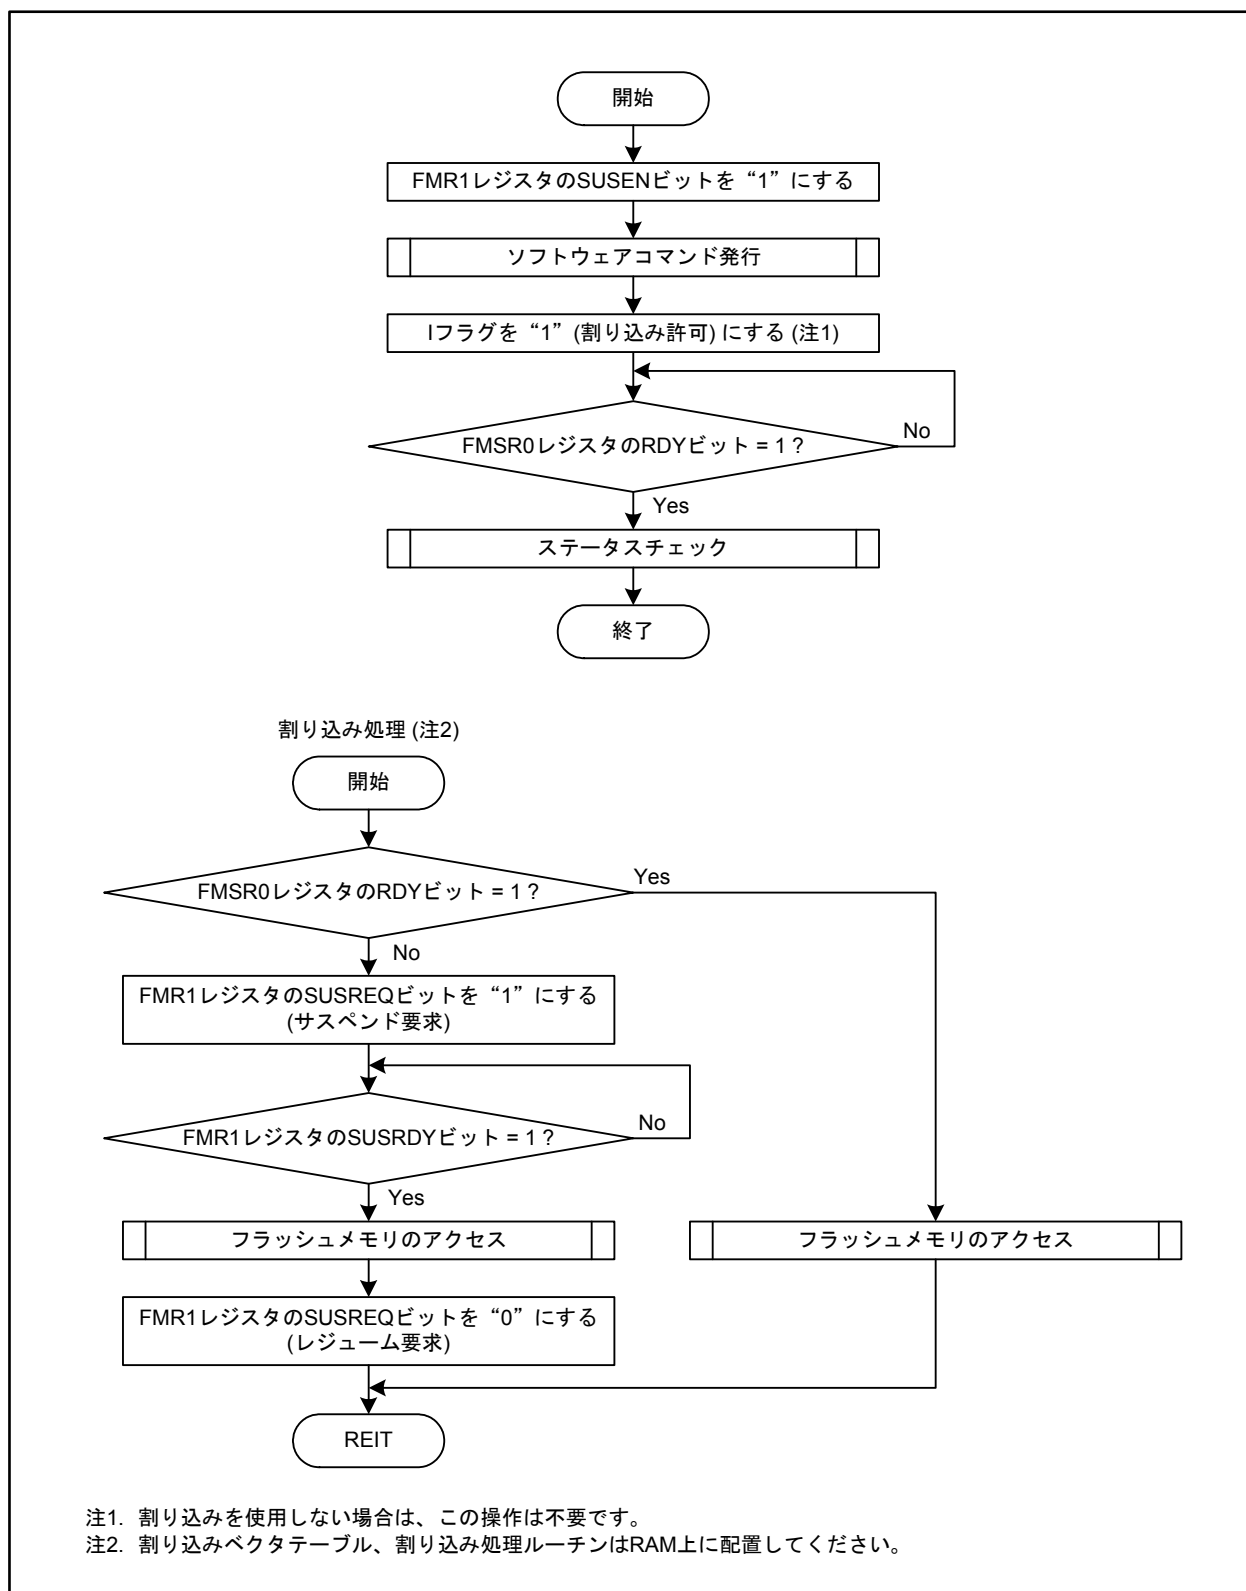 開始
FMR1レジスタのSUSENビットを“1”にする
ソフトウェアコマンド発行
Iフラグを“1”(割り込み許可) にする (注1)
FMSR0レジスタのRDYビット = 1 ?
No
Yes
ステータスチェック
終了
割り込み処理 (注2)
開始
FMSR0レジスタのRDYビット = 1 ?
Yes
No
FMR1レジスタのSUSREQビットを“1”にする
(サスペンド要求)
FMR1レジスタのSUSRDYビット = 1 ?
No
Yes
フラッシュメモリのアクセス
フラッシュメモリのアクセス
FMR1レジスタのSUSREQビットを“0”にする
(レジューム要求)
REIT
注1. 割り込みを使用しない場合は、この操作は不要です。
注2. 割り込みベクタテーブル、割り込み処理ルーチンはRAM上に配置してください。